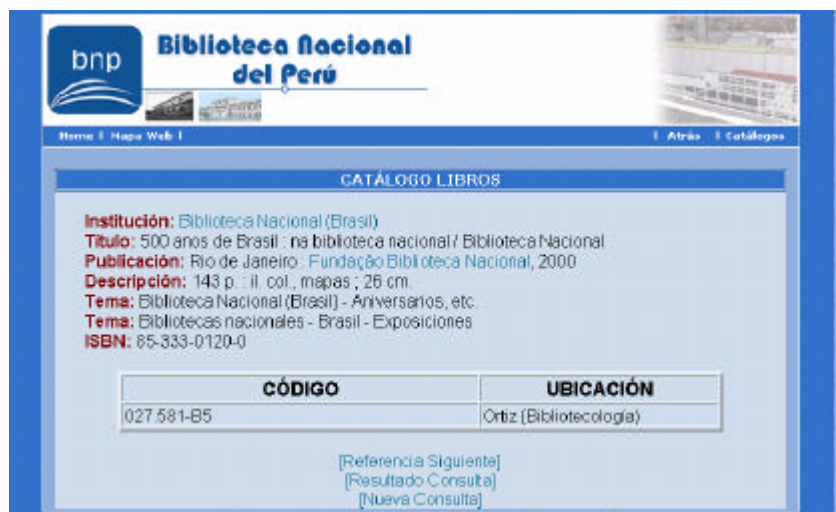 bnp
Biblioteca Nacional
del Perú
Home | Mapa Web |
| Atrás | Catálogos
CATÁLOGO LIBROS
Institución: Biblioteca Nacional (Brasil)
Título: 500 anos de Brasil : na biblioteca nacional / Biblioteca Nacional
Publicación: Rio de Janeiro : Fundação Biblioteca Nacional, 2000
Descripción: 143 p. : il. col., mapas ; 26 cm.
Tema: Biblioteca Nacional (Brasil) - Aniversarios, etc.
Tema: Bibliotecas nacionales - Brasil - Exposiciones
ISBN: 85-333-0120-0
CÓDIGO UBICACIÓN
027.581-B5 Ortiz (Bibliotecología)
[Referencia Siguiente]
[Resultado Consulta]
[Nueva Consulta]